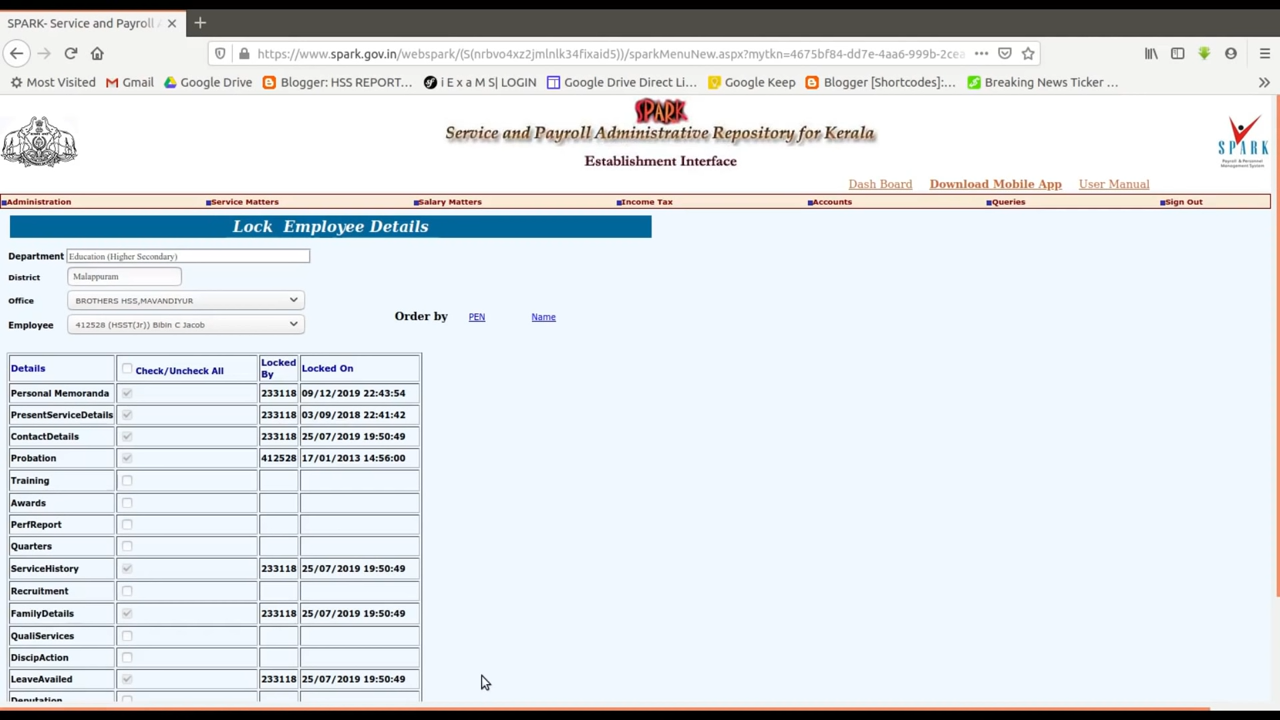 SPARK- Service and Payroll A
https://www.spark.gov.in/webspark/(S(nrbvo4xz2jmlnlk34fixaid5))/sparkMenuNew.aspx?mytkn=4675bf84-dd7e-4aa6-999b-2cea
Most Visited Gmail Google Drive Blogger: HSS REPORT... i E x a M S| LOGIN Google Drive Direct Li... Google Keep Blogger [Shortcodes]:... Breaking News Ticker ...
SPARK
Service and Payroll Administrative Repository for Kerala
Establishment Interface
SPARK
Payroll & Personnel
Management System
Dash Board Download Mobile App User Manual
Administration Service Matters Salary Matters Income Tax Accounts Queries Sign Out
Lock Employee Details
Department Education (Higher Secondary)
District Malappuram
Office BROTHERS HSS,MAVANDIYUR
Employee 412528 (HSST(Jr)) Bibin C Jacob
Order by PEN Name
Details Check/Uncheck All Locked By Locked On
Personal Memoranda 233118 09/12/2019 22:43:54
PresentServiceDetails 233118 03/09/2018 22:41:42
ContactDetails 233118 25/07/2019 19:50:49
Probation 412528 17/01/2013 14:56:00
Training
Awards
PerfReport
Quarters
ServiceHistory 233118 25/07/2019 19:50:49
Recruitment
FamilyDetails 233118 25/07/2019 19:50:49
QualiServices
DiscipAction
LeaveAvailed 233118 25/07/2019 19:50:49
Deputation